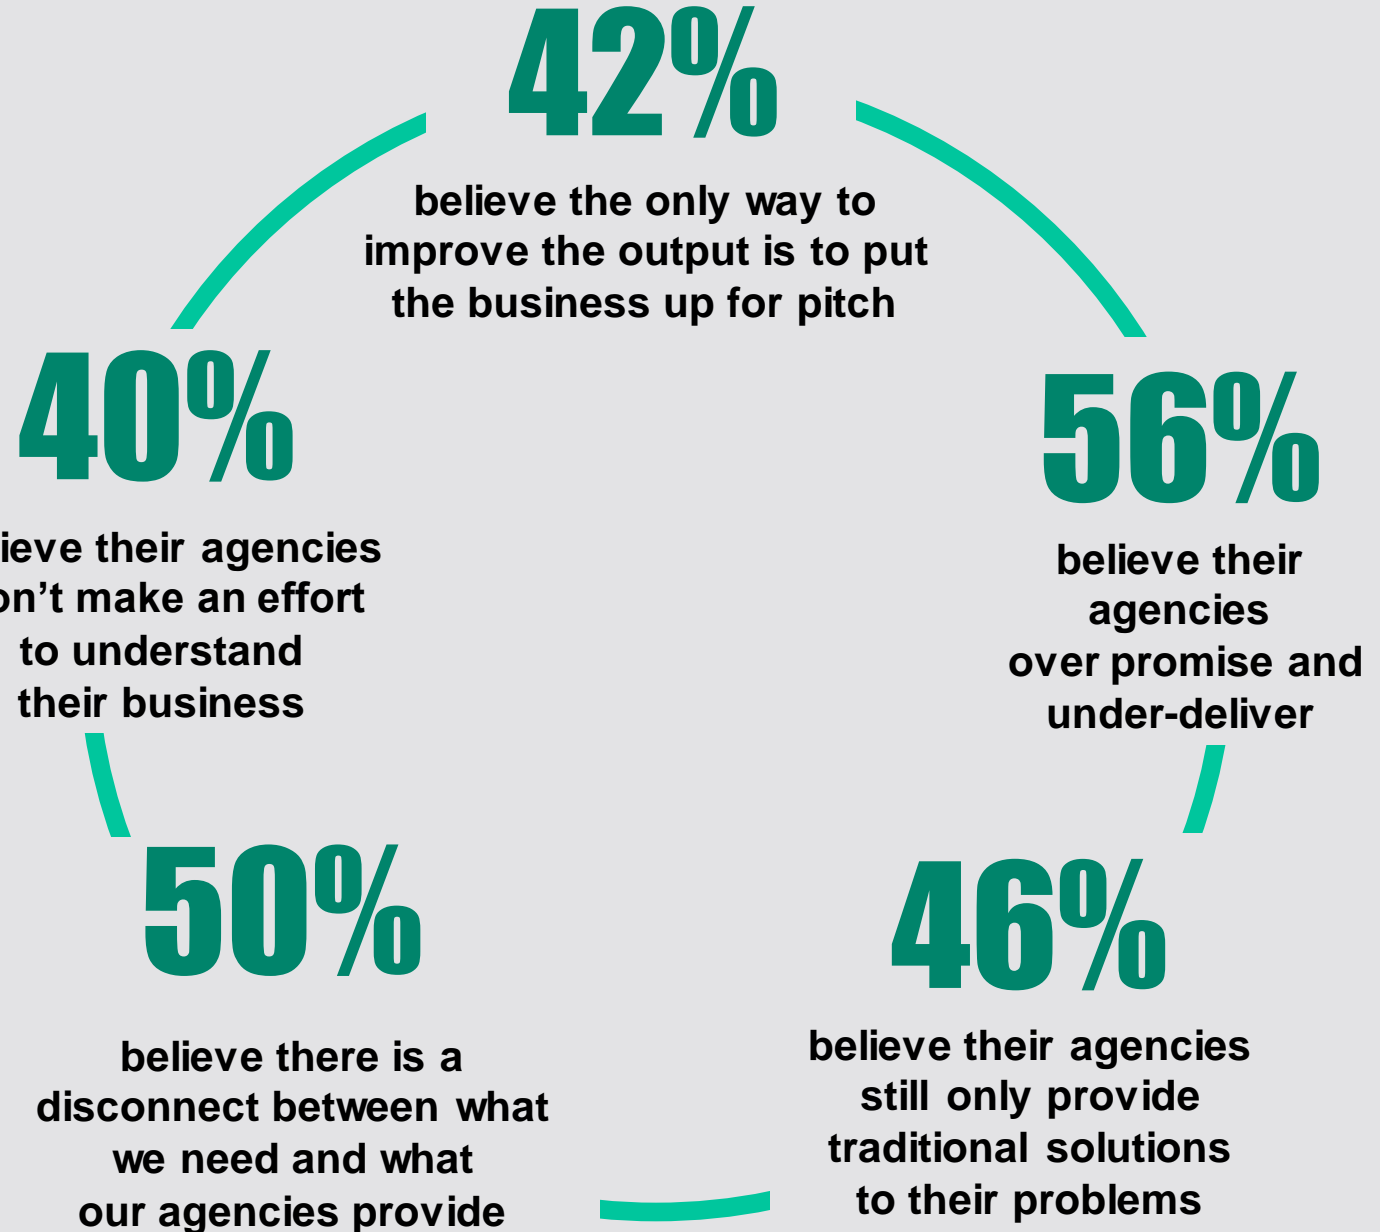 42%
believe the only way to
improve the output is to put
the business up for pitch
40%
ieve their agencies
on’t make an effort
to understand
their business
56%
believe their
agencies
over promise and
under-deliver
50%
believe there is a
disconnect between what
we need and what
our agencies provide
46%
believe their agencies
still only provide
traditional solutions
to their problems